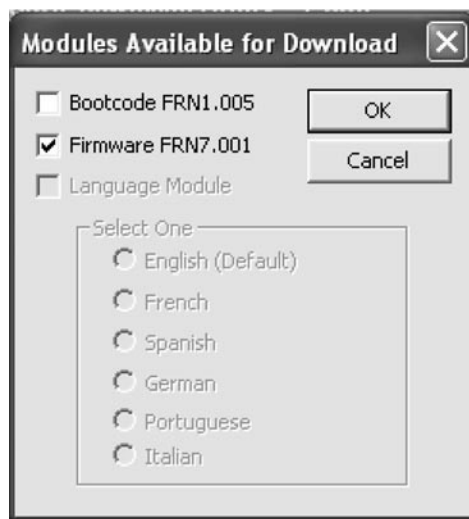 Modules Available for Download
Bootcode FRN1.005
OK
Firmware FRN7.001
Cancel
Language Module
Select One
English (Default)
French
Spanish
German
Portuguese
Italian